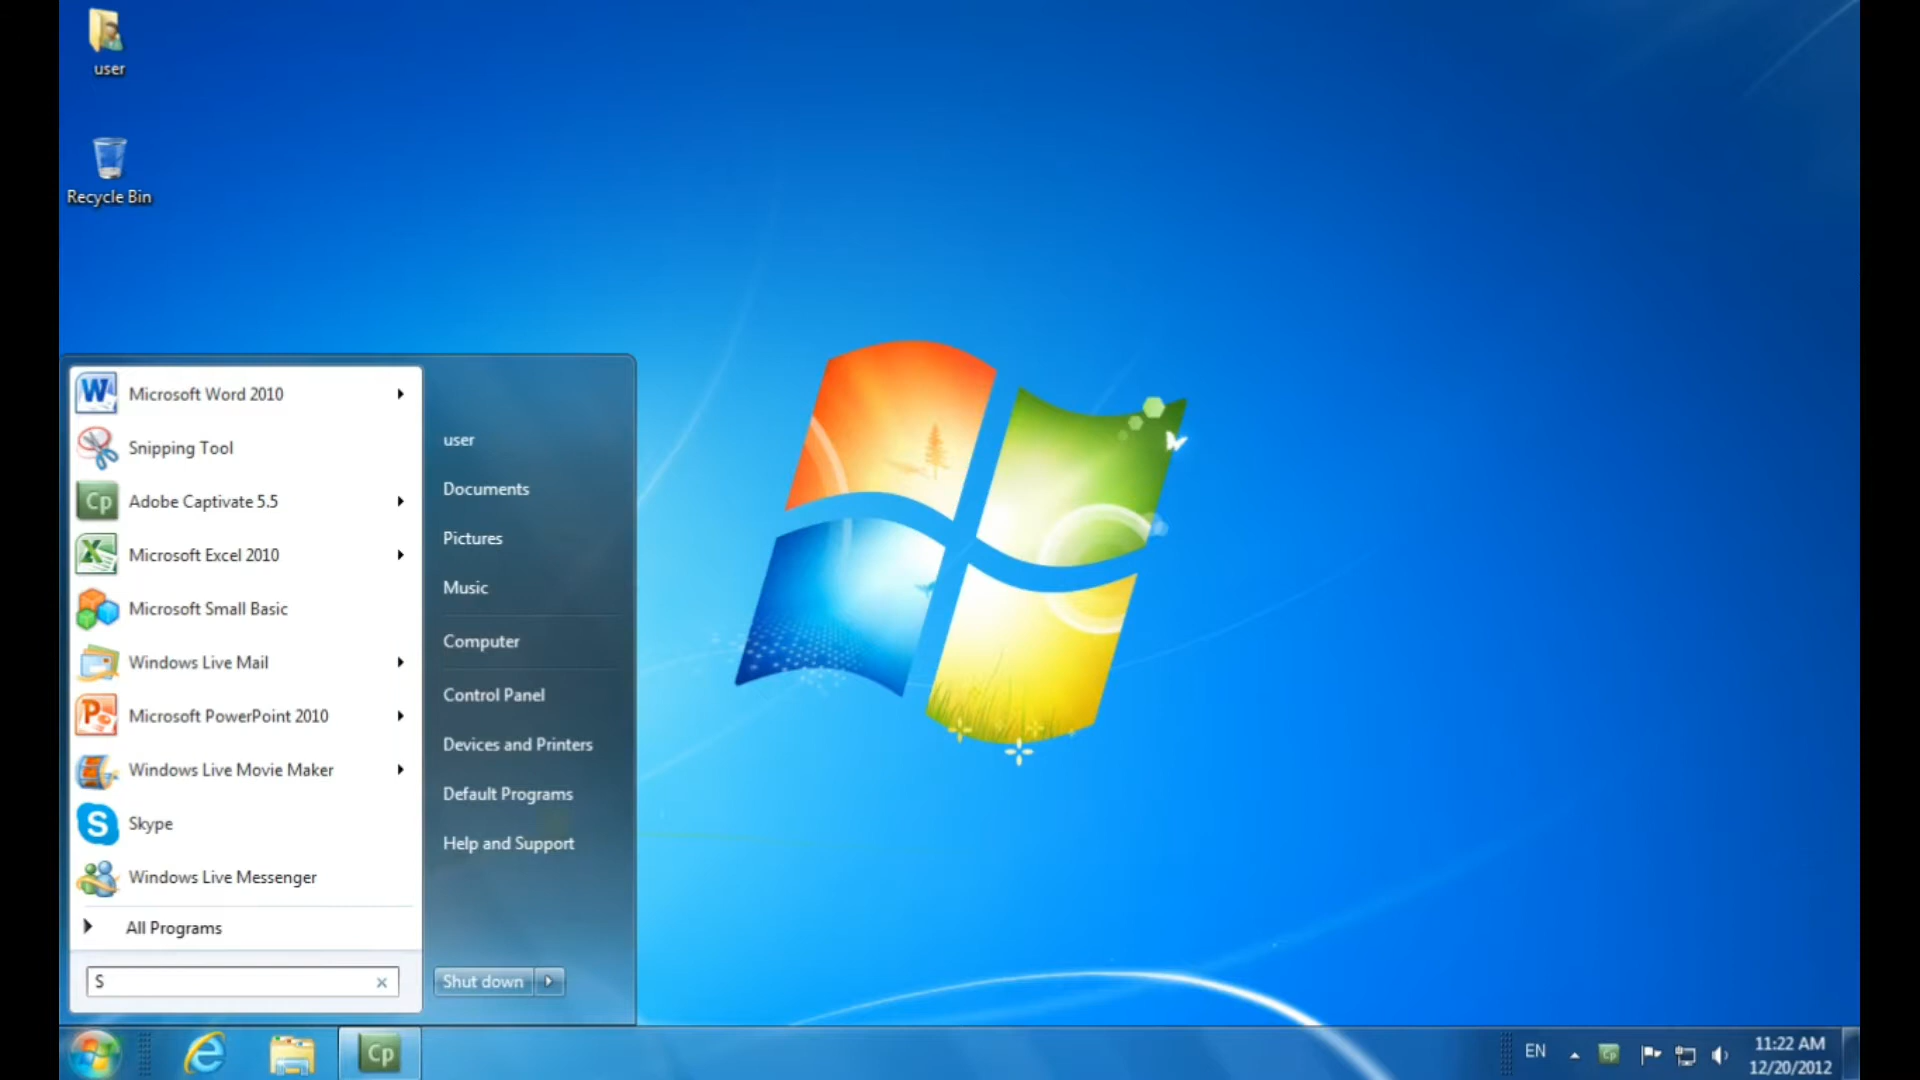 user
Recycle Bin
Microsoft Word 2010
Snipping Tool
Cp
Adobe Captivate 5.5
Microsoft Excel 2010
Microsoft Small Basic
Windows Live Mail
Microsoft PowerPoint 2010
Windows Live Movie Maker
Skype
Windows Live Messenger
All Programs
S
user
Documents
Pictures
Music
Computer
Control Panel
Devices and Printers
Default Programs
Help and Support
Shut down
Cp
EN
Cp
11:22 AM
12/20/2012